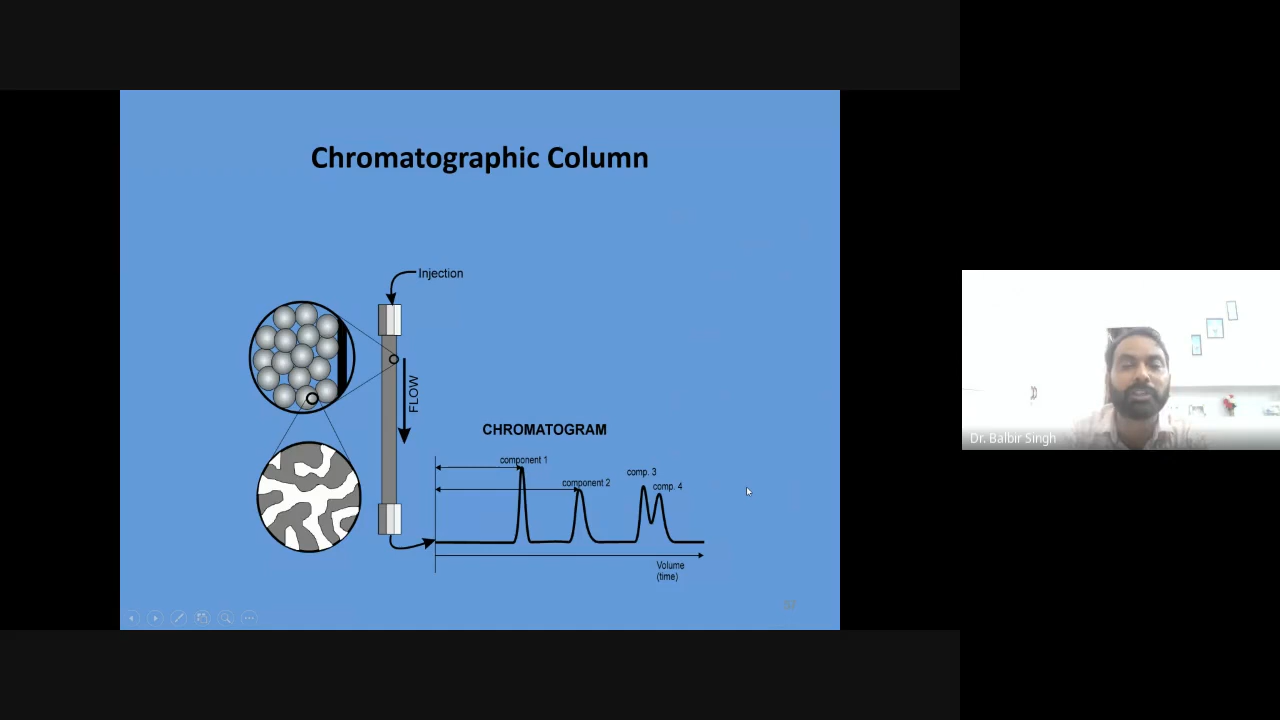 Chromatographic Column
Injection
FLOW
CHROMATOGRAM
component 1
component 2
comp. 3
comp. 4
Volume
(time)
Dr. Balbir Singh